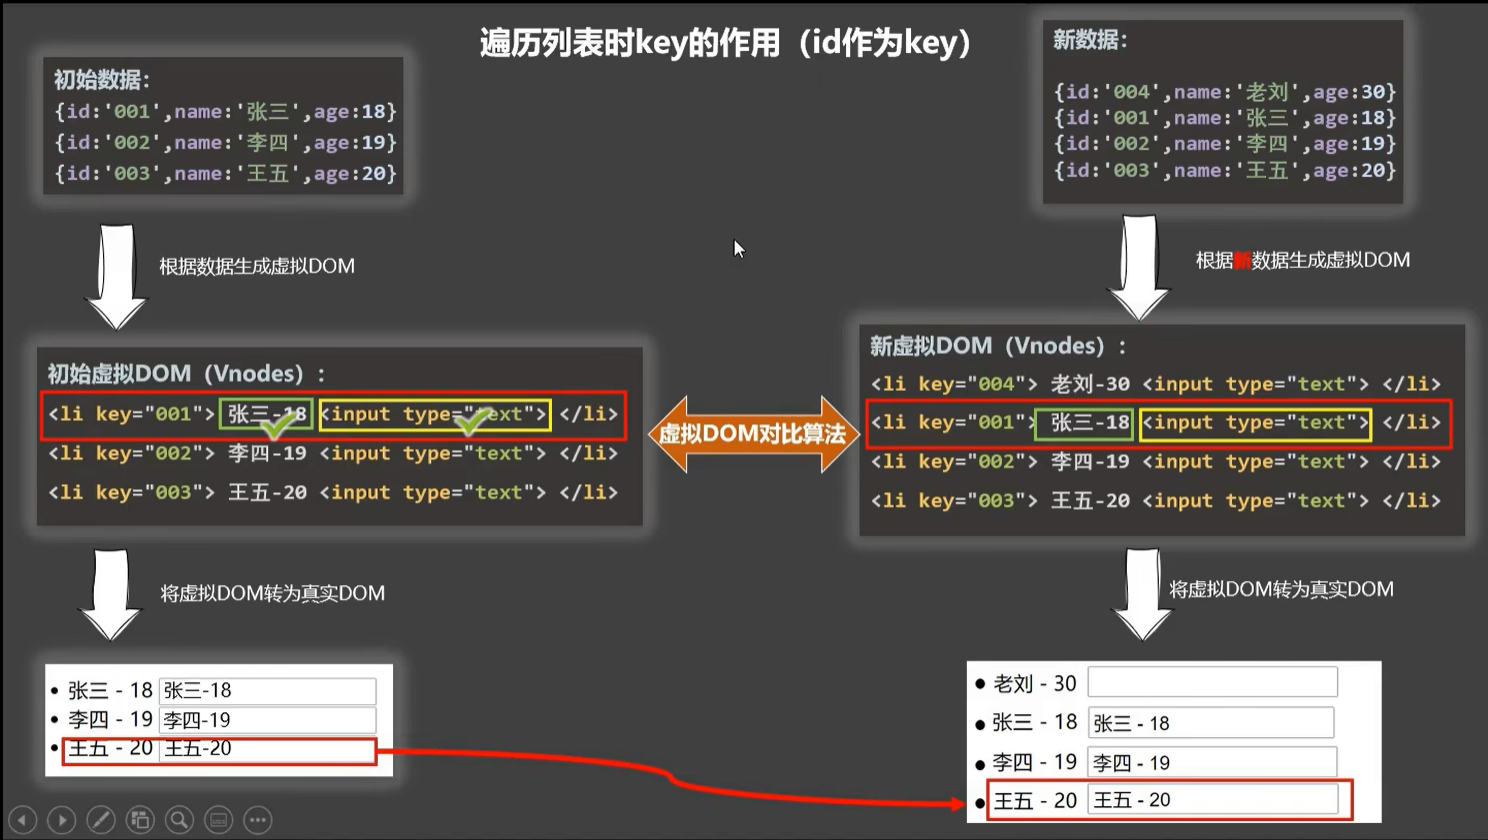 遍历列表时key的作用（id作为key）
初始数据：
{id:'001',name:'张三',age:18}
{id:'002',name:'李四',age:19}
{id:'003',name:'王五',age:20}
根据数据生成虚拟DOM
初始虚拟DOM（Vnodes）：
<li key="001"> 张三-18 <input type="text"> </li>
<li key="002"> 李四-19 <input type="text"> </li>
<li key="003"> 王五-20 <input type="text"> </li>
将虚拟DOM转为真实DOM
张三 - 18 张三-18
李四 - 19 李四-19
王五 - 20 王五-20
虚拟DOM对比算法
新数据：
{id:'004',name:'老刘',age:30}
{id:'001',name:'张三',age:18}
{id:'002',name:'李四',age:19}
{id:'003',name:'王五',age:20}
根据新数据生成虚拟DOM
新虚拟DOM（Vnodes）：
<li key="004"> 老刘-30 <input type="text"> </li>
<li key="001"> 张三-18 <input type="text"> </li>
<li key="002"> 李四-19 <input type="text"> </li>
<li key="003"> 王五-20 <input type="text"> </li>
将虚拟DOM转为真实DOM
老刘 - 30
张三 - 18 张三 - 18
李四 - 19 李四 - 19
王五 - 20 王五 - 20